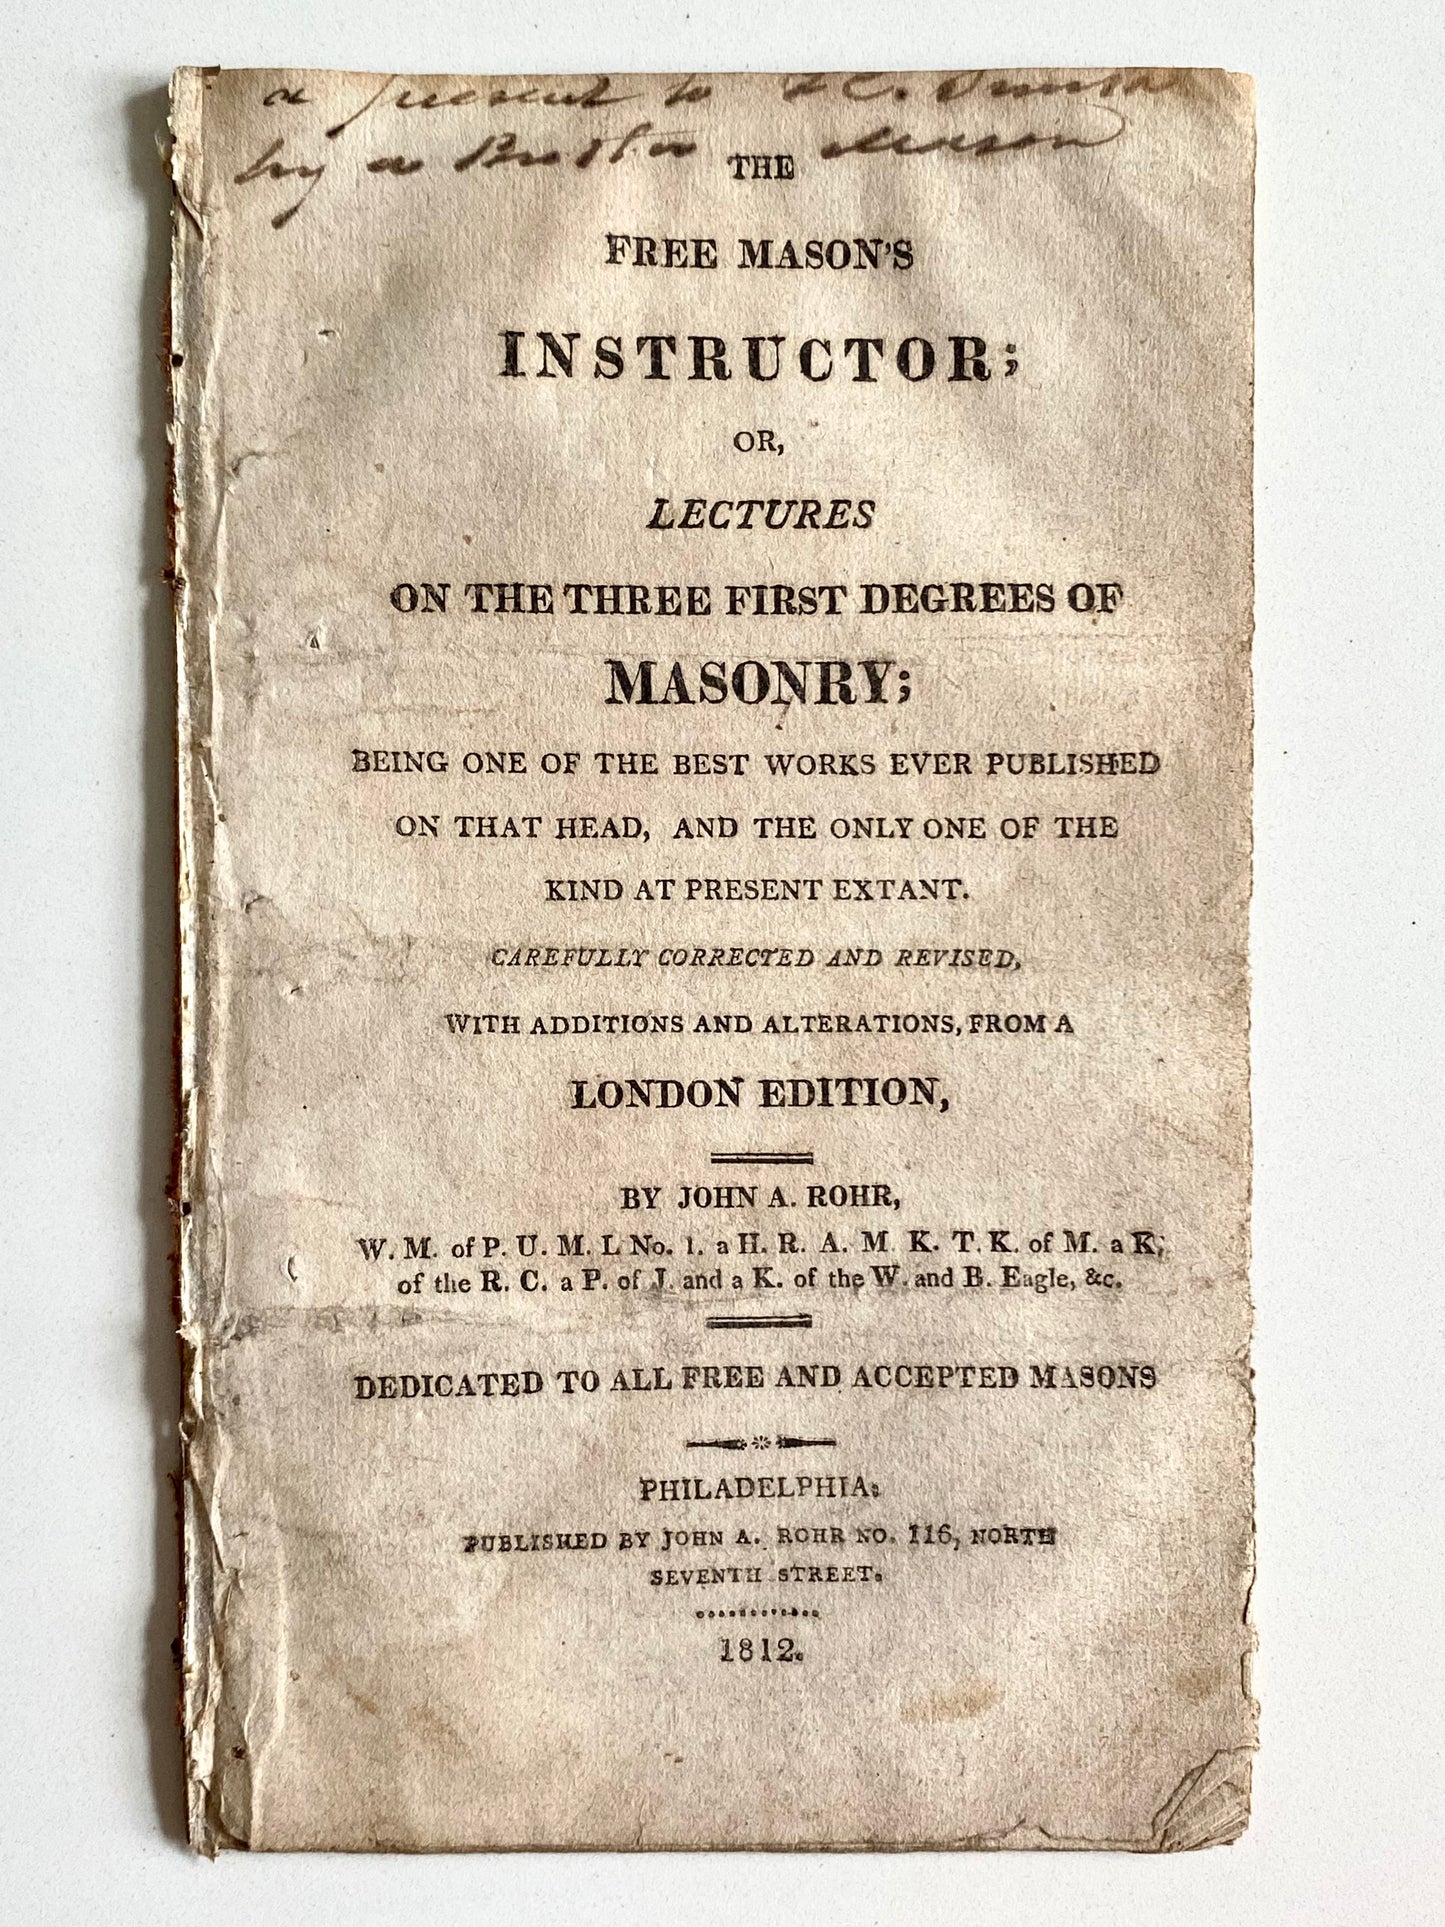 a present to
by a Brother Mason
THE
FREE MASON'S
INSTRUCTOR;
OR,
LECTURES
ON THE THREE FIRST DEGREES OF
MASONRY;
BEING ONE OF THE BEST WORKS EVER PUBLISHED
ON THAT HEAD, AND THE ONLY ONE OF THE
KIND AT PRESENT EXTANT.
CAREFULLY CORRECTED AND REVISED,
WITH ADDITIONS AND ALTERATIONS, FROM A
LONDON EDITION,
BY JOHN A. ROHR,
W. M. of P. U. M. L No. 1. a H. R. A. M. K. T. K. of M. a K,
of the R. C. a P. of J. and a K. of the W. and B. Eagle, &c.
DEDICATED TO ALL FREE AND ACCEPTED MASONS
PHILADELPHIA:
PUBLISHED BY JOHN A. ROHR NO. 116, NORTH
SEVENTH STREET.
1812.